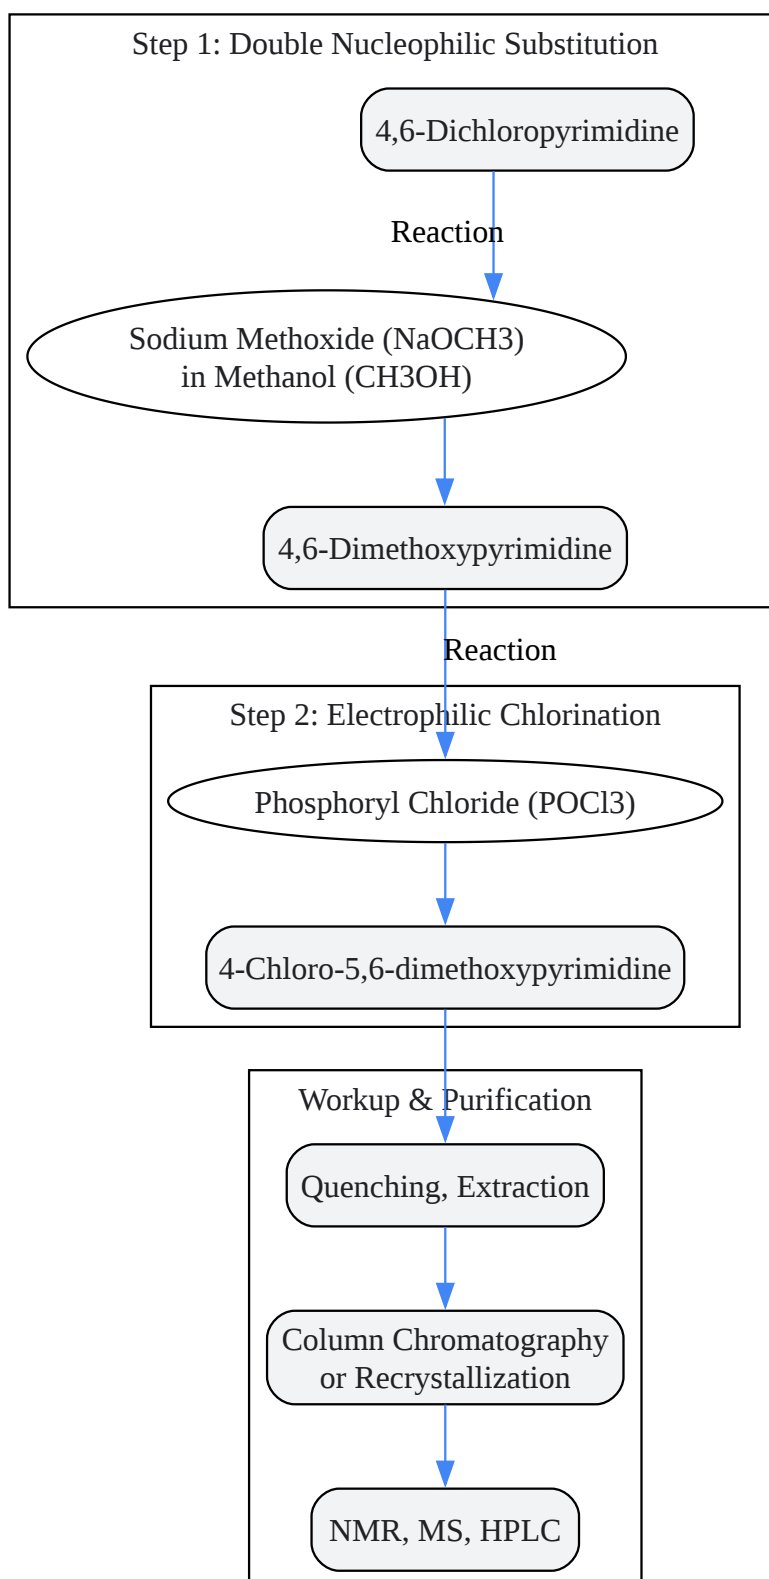 Step 1: Double Nucleophilic Substitution
4,6-Dichloropyrimidine
Reaction
Sodium Methoxide (NaOCH3)
in Methanol (CH3OH)
4,6-Dimethoxypyrimidine
Reaction
Step 2: Electrophilic Chlorination
Phosphoryl Chloride (POCl3)
4-Chloro-5,6-dimethoxypyrimidine
Workup & Purification
Quenching, Extraction
Column Chromatography
or Recrystallization
NMR, MS, HPLC